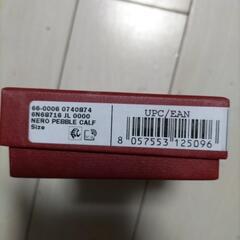 66-0006 0740874
6N68716 JL 0000
NERO PEBBLE CALF
Size
UPC/EAN
8 057553 125096